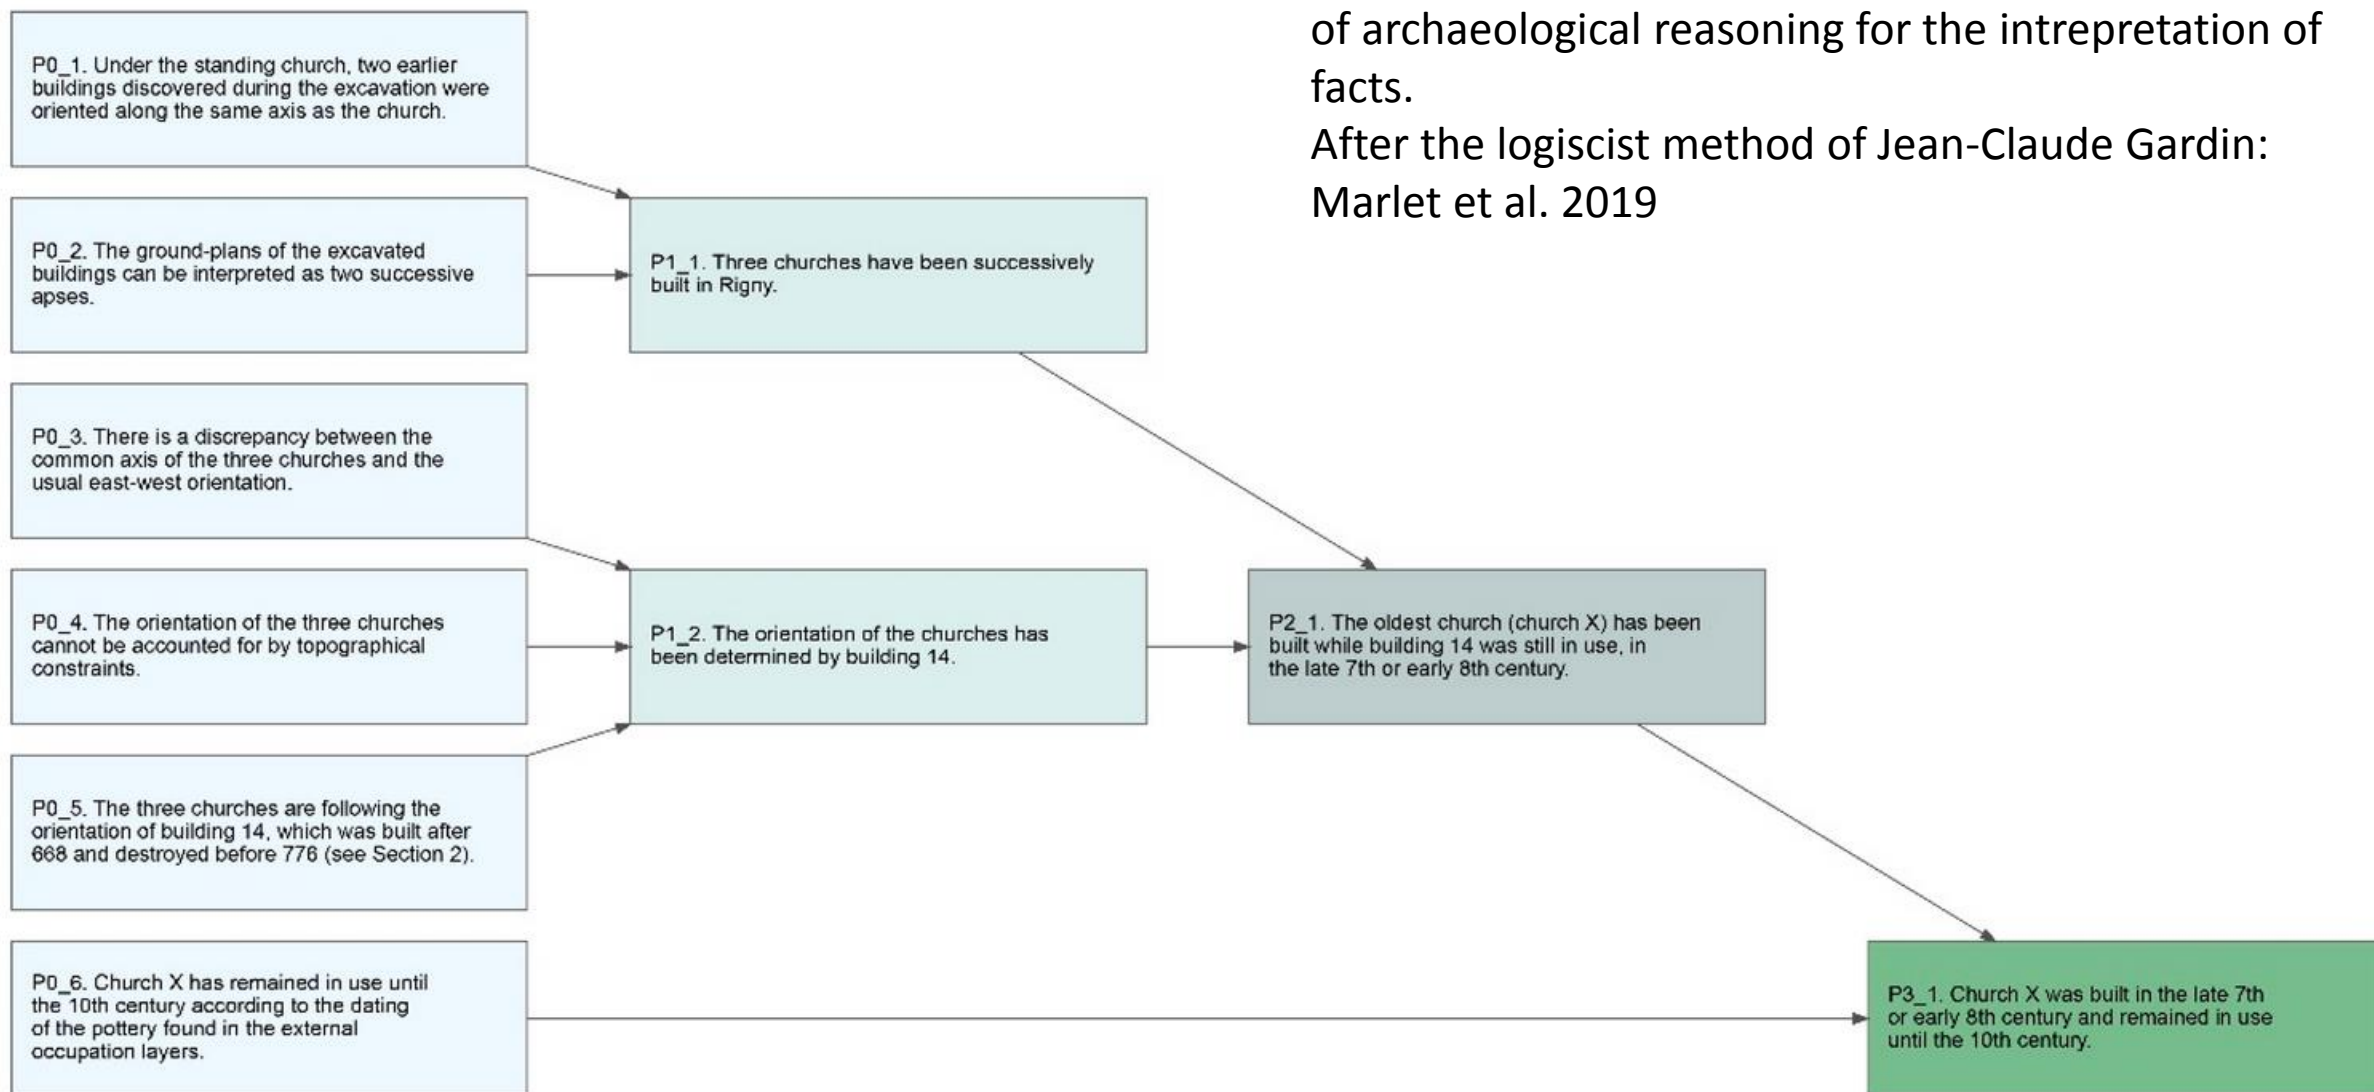 of archaeological reasoning for the intrepretation of
facts.
After the logiscist method of Jean-Claude Gardin:
Marlet et al. 2019
P0_1. Under the standing church, two earlier
buildings discovered during the excavation were
oriented along the same axis as the church.
P0_2. The ground-plans of the excavated
buildings can be interpreted as two successive
apses.
P1_1. Three churches have been successively
built in Rigny.
P0_3. There is a discrepancy between the
common axis of the three churches and the
usual east-west orientation.
P0_4. The orientation of the three churches
cannot be accounted for by topographical
constraints.
P1_2. The orientation of the churches has
been determined by building 14.
P2_1. The oldest church (church X) has been
built while building 14 was still in use, in
the late 7th or early 8th century.
P0_5. The three churches are following the
orientation of building 14, which was built after
668 and destroyed before 776 (see Section 2).
P0_6. Church X has remained in use until
the 10th century according to the dating
of the pottery found in the external
occupation layers.
P3_1. Church X was built in the late 7th
or early 8th century and remained in use
until the 10th century.